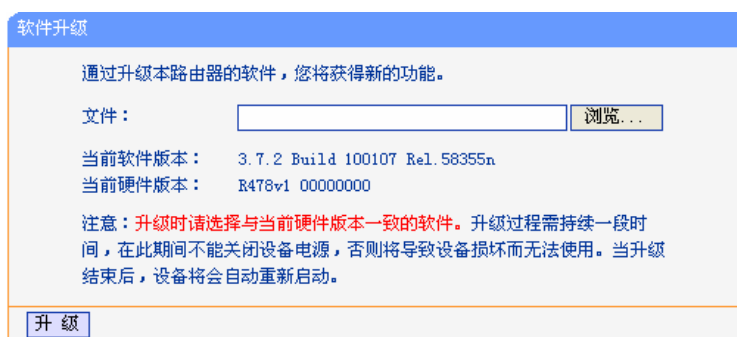 软件升级
通过升级本路由器的软件，您将获得新的功能。
文件：
浏览...
当前软件版本： 3.7.2 Build 100107 Rel.58355n
当前硬件版本： R478v1 00000000
注意：升级时请选择与当前硬件版本一致的软件。升级过程需持续一段时
间，在此期间不能关闭设备电源，否则将导致设备损坏而无法使用。当升级
结束后，设备将会自动重新启动。
升 级